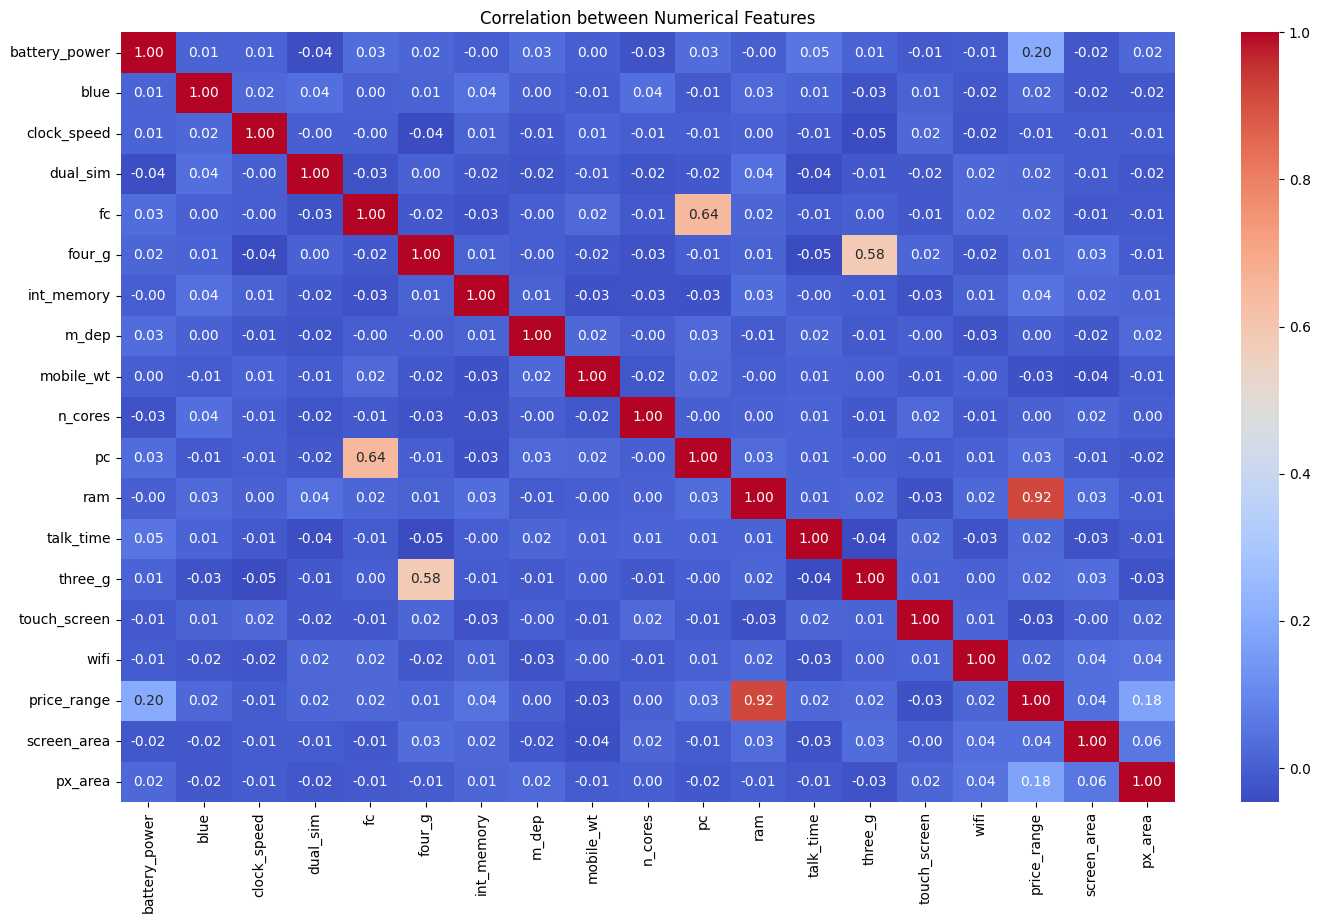 Correlation between Numerical Features
battery_power 1.00 0.01 0.01 -0.04 0.03 0.02 -0.00 0.03 0.00 -0.03 0.03 -0.00 0.05 0.01 -0.01 -0.01 0.20 -0.02 0.02
blue 0.01 1.00 0.02 0.04 0.00 0.01 0.04 0.00 -0.01 0.04 -0.01 0.03 0.01 -0.03 0.01 -0.02 0.02 -0.02 -0.02
clock_speed 0.01 0.02 1.00 -0.00 -0.00 -0.04 0.01 -0.01 0.01 -0.01 -0.01 0.00 -0.01 -0.05 0.02 -0.02 -0.01 -0.01 -0.01
dual_sim -0.04 0.04 -0.00 1.00 -0.03 0.00 -0.02 -0.02 -0.01 -0.02 -0.02 0.04 -0.04 -0.01 -0.02 0.02 0.02 -0.01 -0.02
fc 0.03 0.00 -0.00 -0.03 1.00 -0.02 -0.03 -0.00 0.02 -0.01 0.64 0.02 -0.01 0.00 -0.01 0.02 0.02 -0.01 -0.01
four_g 0.02 0.01 -0.04 0.00 -0.02 1.00 0.01 -0.00 -0.02 -0.03 -0.01 0.01 -0.05 0.58 0.02 -0.02 0.01 0.03 -0.01
int_memory -0.00 0.04 0.01 -0.02 -0.03 0.01 1.00 0.01 -0.03 -0.03 -0.03 0.03 -0.00 -0.01 -0.03 0.01 0.04 0.02 0.01
m_dep 0.03 0.00 -0.01 -0.02 -0.00 -0.00 0.01 1.00 0.02 -0.00 0.03 -0.01 0.02 -0.01 -0.00 -0.03 0.00 -0.02 0.02
mobile_wt 0.00 -0.01 0.01 -0.01 0.02 -0.02 -0.03 0.02 1.00 -0.02 0.02 -0.00 0.01 0.00 -0.01 -0.00 -0.03 -0.04 -0.01
n_cores -0.03 0.04 -0.01 -0.02 -0.01 -0.03 -0.03 -0.00 -0.02 1.00 -0.00 0.00 0.01 -0.01 0.02 -0.01 0.00 0.02 0.00
pc 0.03 -0.01 -0.01 -0.02 0.64 -0.01 -0.03 0.03 0.02 -0.00 1.00 0.03 0.01 -0.00 -0.01 0.01 0.03 -0.01 -0.02
ram -0.00 0.03 0.00 0.04 0.02 0.01 0.03 -0.01 -0.00 0.00 0.03 1.00 0.01 0.02 -0.03 0.02 0.92 0.03 -0.01
talk_time 0.05 0.01 -0.01 -0.04 -0.01 -0.05 -0.00 0.02 0.01 0.01 0.01 0.01 1.00 -0.04 0.02 -0.03 0.02 -0.03 -0.01
three_g 0.01 -0.03 -0.05 -0.01 0.00 0.58 -0.01 -0.01 0.00 -0.01 -0.00 0.02 -0.04 1.00 0.01 0.00 0.02 0.03 -0.03
touch_screen -0.01 0.01 0.02 -0.02 -0.01 0.02 -0.03 -0.00 -0.01 0.02 -0.01 -0.03 0.02 0.01 1.00 0.01 -0.03 -0.00 0.02
wifi -0.01 -0.02 -0.02 0.02 0.02 -0.02 0.01 -0.03 -0.00 -0.01 0.01 0.02 -0.03 0.00 0.01 1.00 0.02 0.04 0.04
price_range 0.20 0.02 -0.01 0.02 0.02 0.01 0.04 0.00 -0.03 0.00 0.03 0.92 0.02 0.02 -0.03 0.02 1.00 0.04 0.18
screen_area -0.02 -0.02 -0.01 -0.01 -0.01 0.03 0.02 -0.02 -0.04 0.02 -0.01 0.03 -0.03 0.03 -0.00 0.04 0.04 1.00 0.06
px_area 0.02 -0.02 -0.01 -0.02 -0.01 -0.01 0.01 0.02 -0.01 0.00 -0.02 -0.01 -0.01 -0.03 0.02 0.04 0.18 0.06 1.00
battery_power blue clock_speed dual_sim fc four_g int_memory m_dep mobile_wt n_cores pc ram talk_time three_g touch_screen wifi price_range screen_area px_area
1.0
0.8
0.6
0.4
0.2
0.0